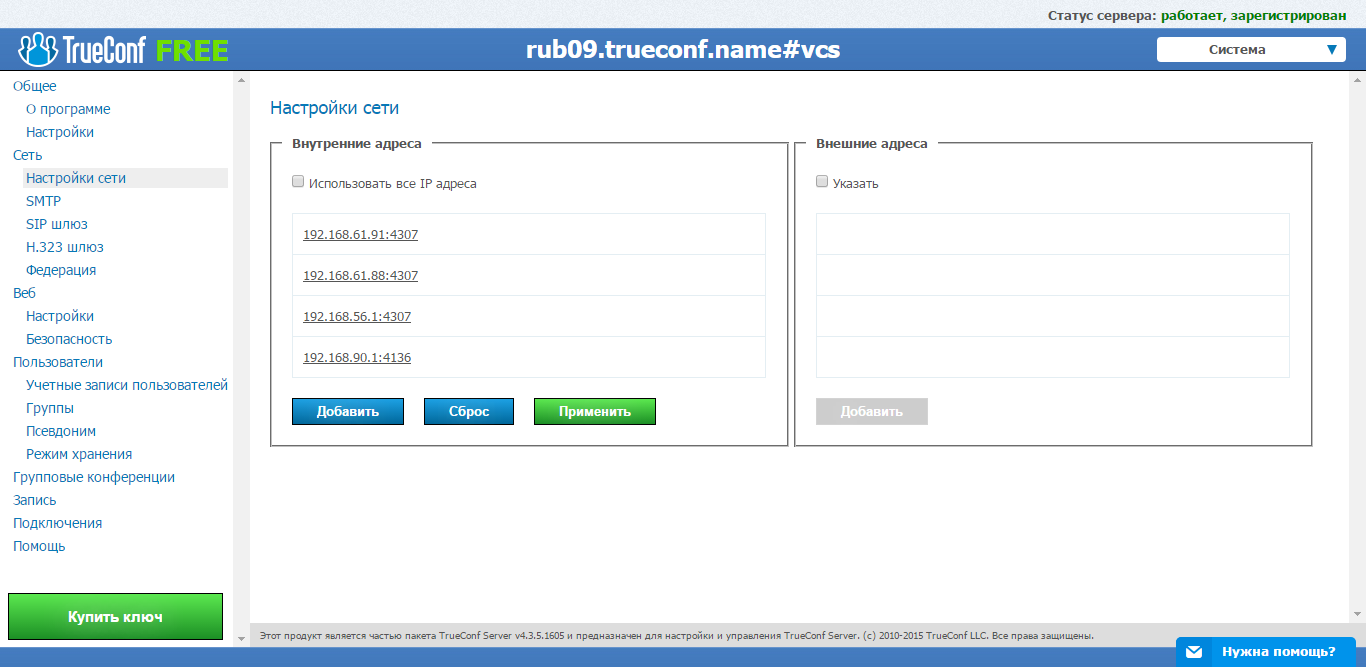 Статус сервера: работает, зарегистрирован
TrueConf FREE
rub09.trueconf.name#vcs
Система
Общее
О программе
Настройки
Сеть
Настройки сети
SMTP
SIP шлюз
H.323 шлюз
Федерация
Веб
Настройки
Безопасность
Пользователи
Учетные записи пользователей
Группы
Псевдоним
Режим хранения
Групповые конференции
Запись
Подключения
Помощь
Купить ключ
Настройки сети
Внутренние адреса
Использовать все IP адреса
192.168.61.91:4307
192.168.61.88:4307
192.168.56.1:4307
192.168.90.1:4136
Добавить
Сброс
Применить
Внешние адреса
Указать
Добавить
Этот продукт является частью пакета TrueConf Server v4.3.5.1605 и предназначен для настройки и управления TrueConf Server. (c) 2010-2015 TrueConf LLC. Все права защищены.
Нужна помощь?